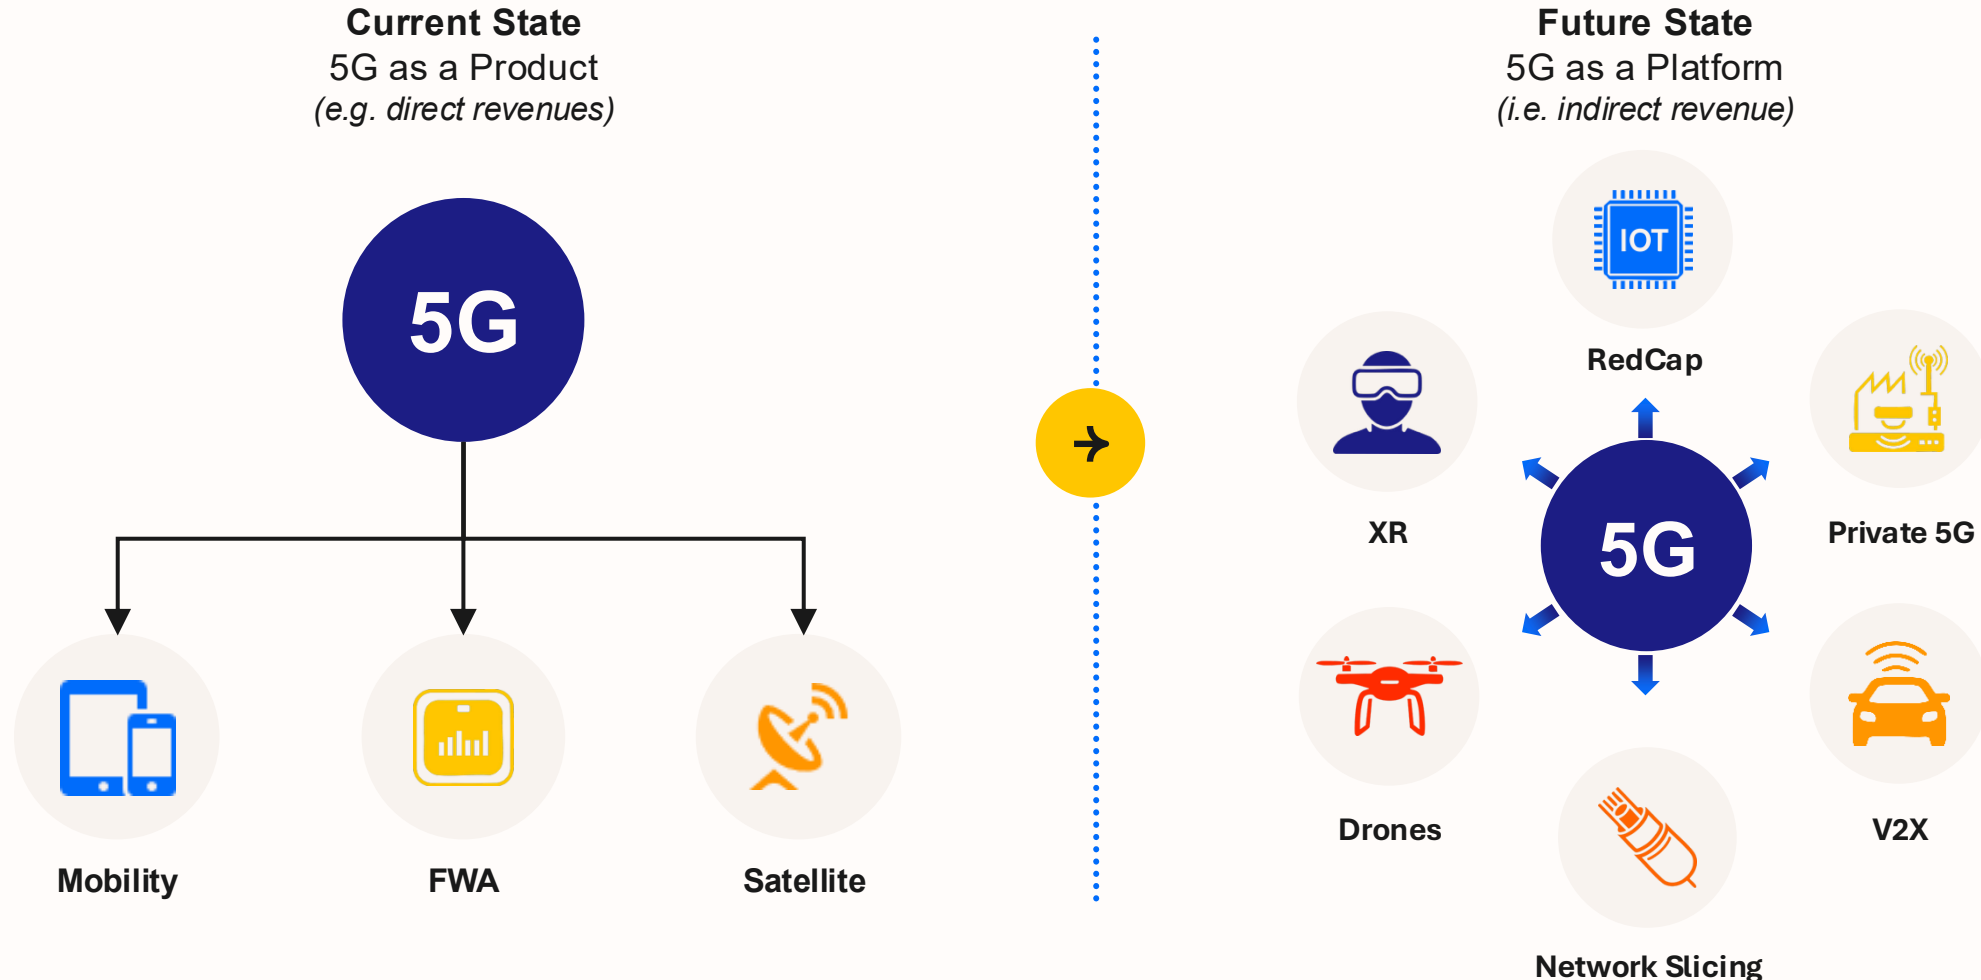 Current State
5G as a Product
(e.g. direct revenues)
5G
Mobility
FWA
Satellite
Future State
5G as a Platform
(i.e. indirect revenue)
IOT
RedCap
XR
Private 5G
5G
Drones
V2X
Network Slicing